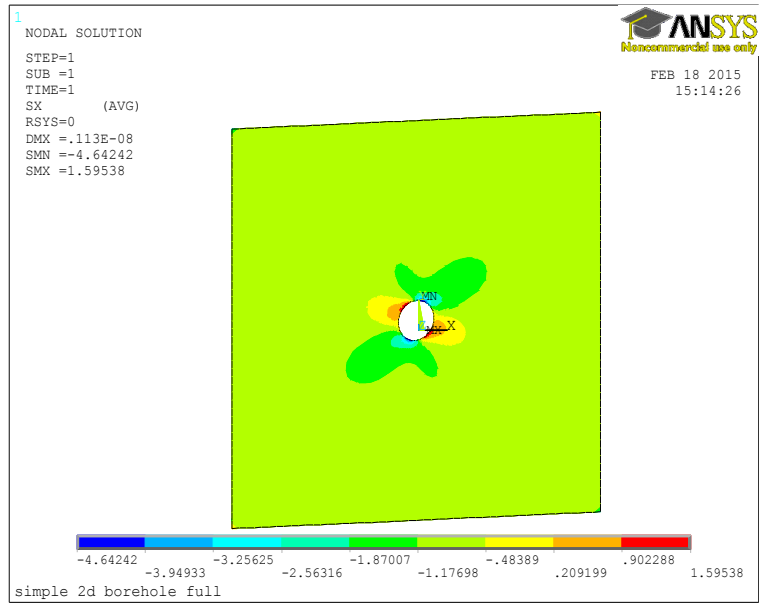 1
NODAL SOLUTION
STEP=1
SUB =1
TIME=1
SX (AVG)
RSYS=0
DMX =.113E-08
SMN =-4.64242
SMX =1.59538
ANSYS
Noncommercial use only
FEB 18 2015
15:14:26
MN
MX
X
-4.64242 -3.25625 -1.87007 -.48389 .902288
-3.94933 -2.56316 -1.17698 .209199 1.59538
simple 2d borehole full